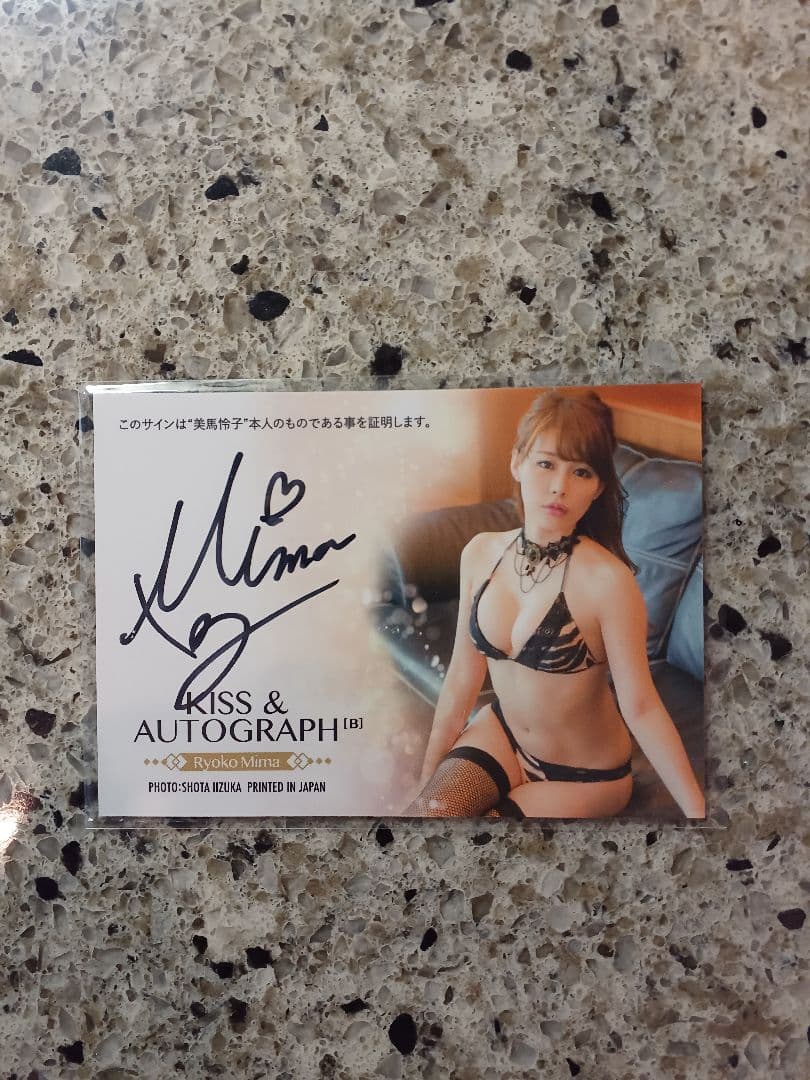 このサインは“美馬怜子”本人のものである事を証明します。
Mima
KISS &
AUTOGRAPH [B]
Ryoko Mima
PHOTO:SHOTA IIZUKA PRINTED IN JAPAN